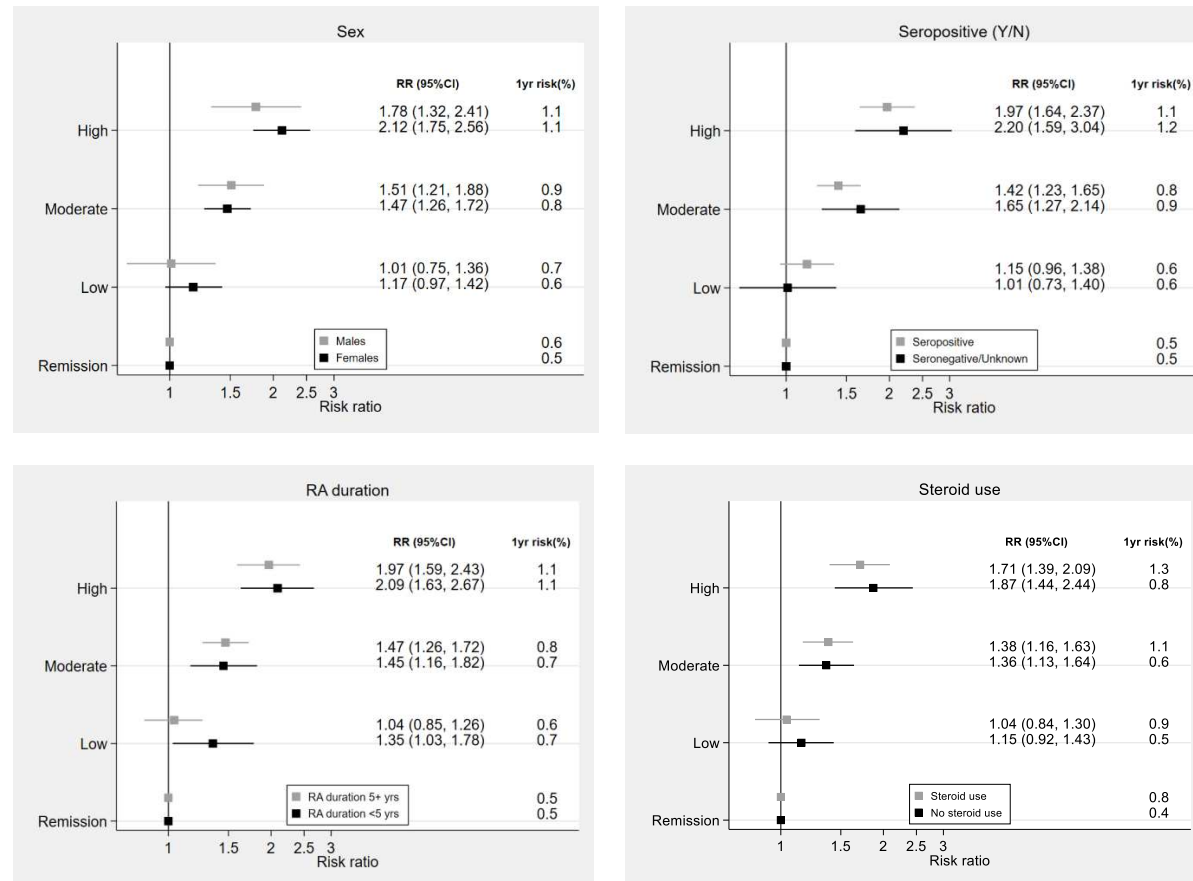 Sex
RR (95%CI) 1yr risk(%)
1.78 (1.32, 2.41) 1.1
High 2.12 (1.75, 2.56) 1.1
1.51 (1.21, 1.88) 0.9
Moderate 1.47 (1.26, 1.72) 0.8
1.01 (0.75, 1.36) 0.7
Low 1.17 (0.97, 1.42) 0.6
Males 0.6
Remission Females 0.5
1 1.5 2 2.5 3
Risk ratio
Seropositive (Y/N)
RR (95%CI) 1yr risk(%)
1.97 (1.64, 2.37) 1.1
High 2.20 (1.59, 3.04) 1.2
1.42 (1.23, 1.65) 0.8
Moderate 1.65 (1.27, 2.14) 0.9
1.15 (0.96, 1.38) 0.6
Low 1.01 (0.73, 1.40) 0.6
Seropositive 0.5
Remission Seronegative/Unknown 0.5
1 1.5 2 2.5 3
Risk ratio
RA duration
RR (95%CI) 1yr risk(%)
1.97 (1.59, 2.43) 1.1
High 2.09 (1.63, 2.67) 1.1
1.47 (1.26, 1.72) 0.8
Moderate 1.45 (1.16, 1.82) 0.7
1.04 (0.85, 1.26) 0.6
Low 1.35 (1.03, 1.78) 0.7
RA duration 5+ yrs 0.5
Remission RA duration <5 yrs 0.5
1 1.5 2 2.5 3
Risk ratio
Steroid use
RR (95%CI) 1yr risk(%)
1.71 (1.39, 2.09) 1.3
High 1.87 (1.44, 2.44) 0.8
1.38 (1.16, 1.63) 1.1
Moderate 1.36 (1.13, 1.64) 0.6
1.04 (0.84, 1.30) 0.9
Low 1.15 (0.92, 1.43) 0.5
Steroid use 0.8
Remission No steroid use 0.4
1 1.5 2 2.5 3
Risk ratio